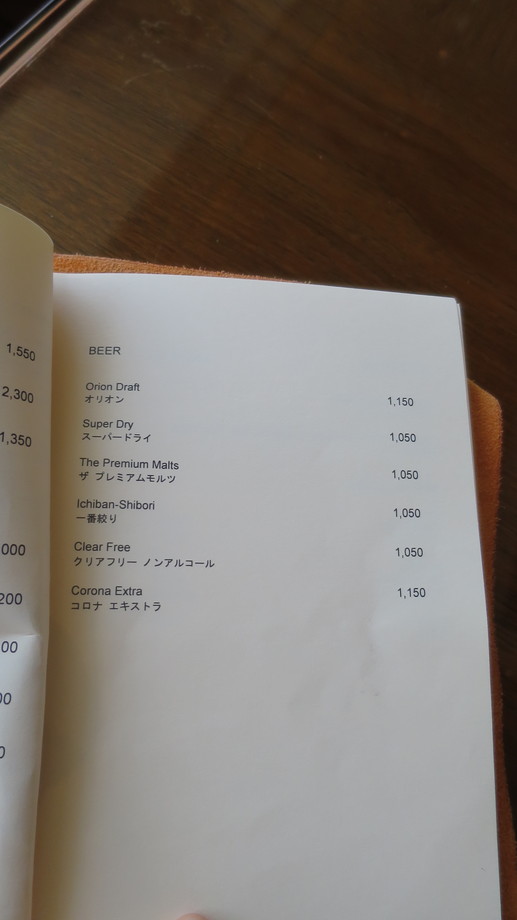 1,550
2,300
1,350
000
200
00
00
0
BEER
Orion Draft
オリオン 1,150
Super Dry
スーパードライ 1,050
The Premium Malts
ザ プレミアムモルツ 1,050
Ichiban-Shibori
一番絞り 1,050
Clear Free
クリアフリー ノンアルコール 1,050
Corona Extra 1,150
コロナ エキストラ